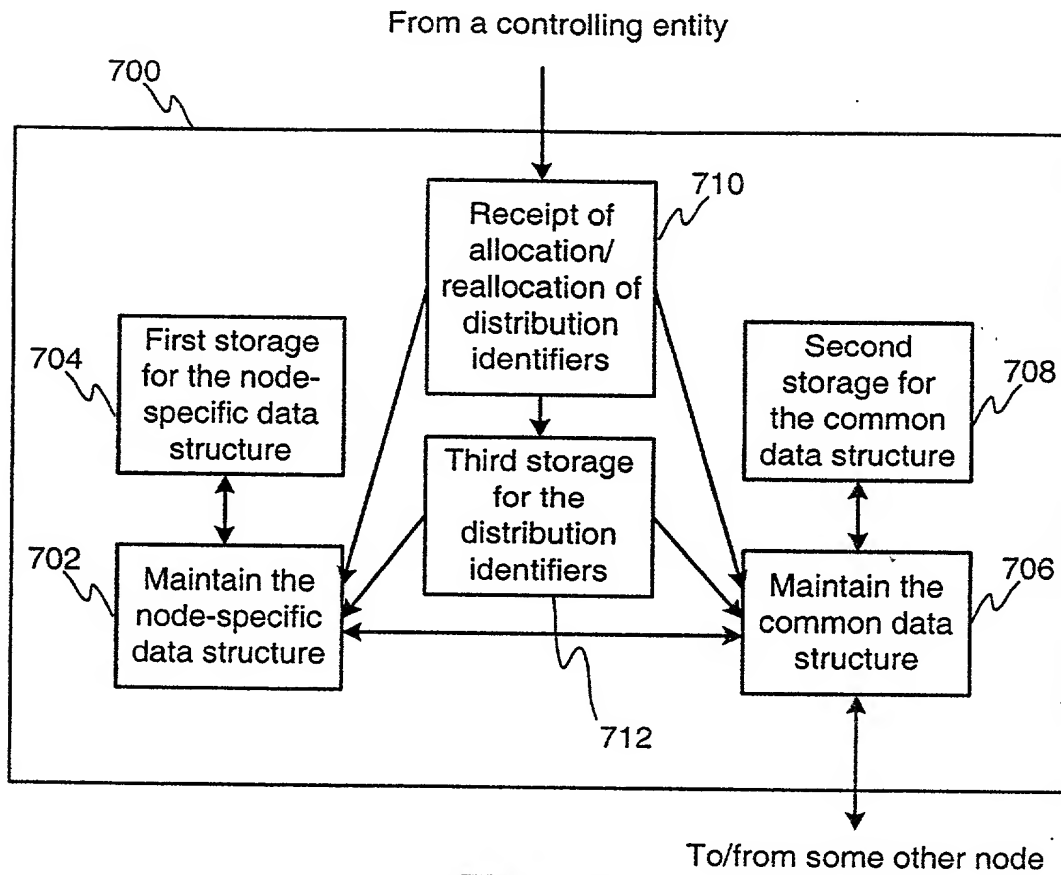 From a controlling entity
700
710
Receipt of
allocation/
reallocation of
distribution
identifiers
704
First storage
for the node-
specific data
structure
Second
storage for
the common
data structure
708
Third storage
for the
distribution
identifiers
702
Maintain the
node-specific
data structure
706
Maintain the
common data
structure
712
To/from some other node